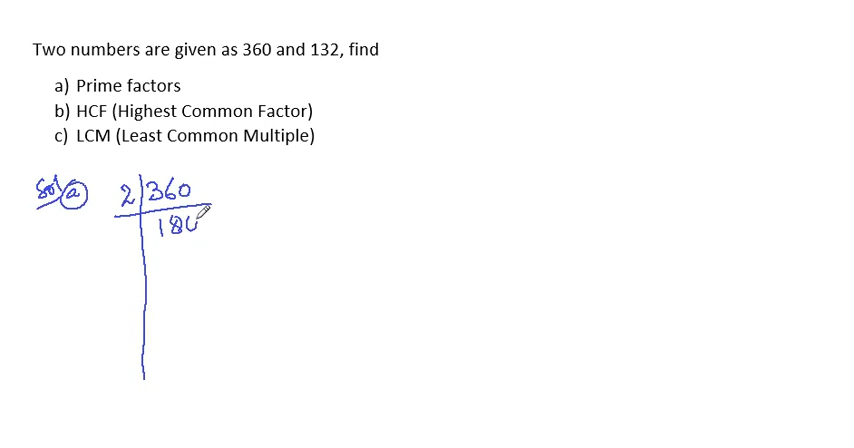 Two numbers are given as 360 and 132, find
a) Prime factors
b) HCF (Highest Common Factor)
c) LCM (Least Common Multiple)
Sol a 2 360
180